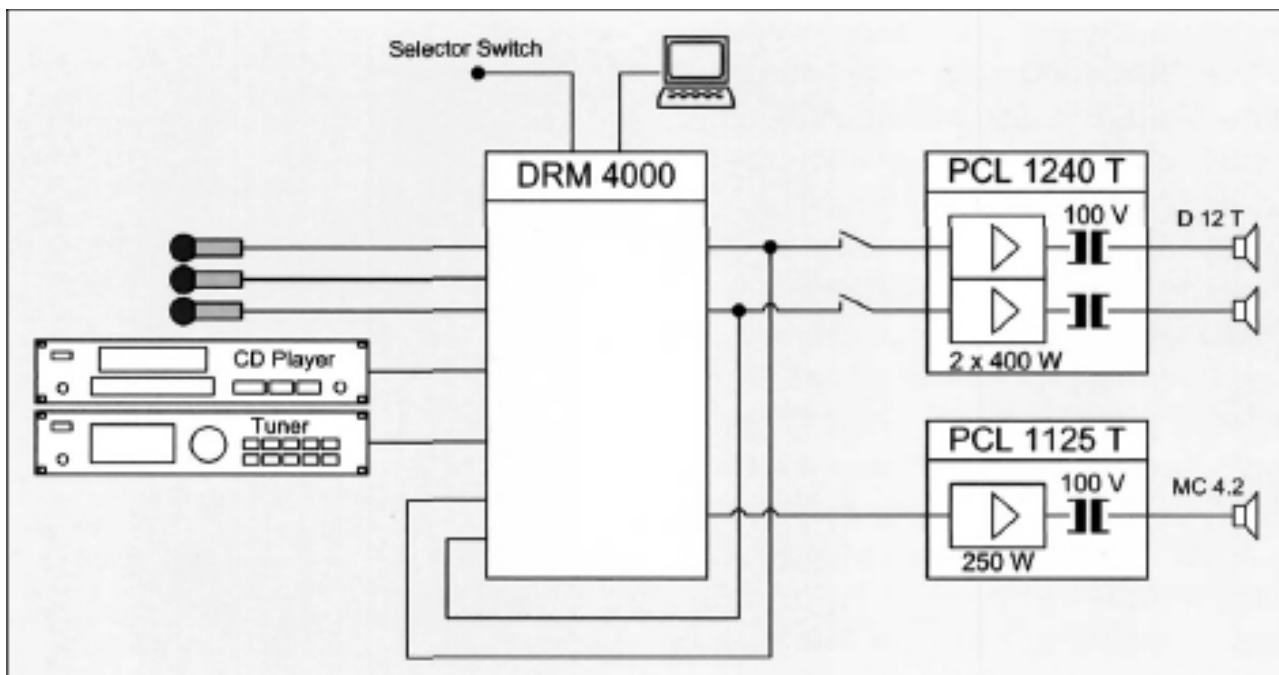 Selector Switch
DRM 4000
PCL 1240 T
100 V
D 12 T
2 x 400 W
CD Player
Tuner
PCL 1125 T
100 V
MC 4.2
250 W